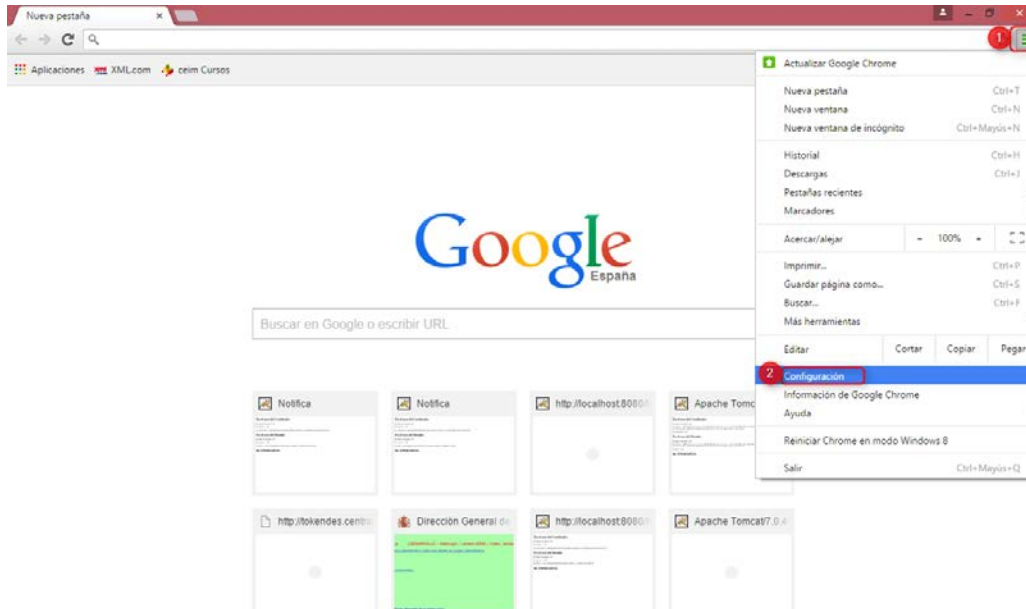 Nueva pestaña
1
Aplicaciones XML.com ceim Cursos
Actualizar Google Chrome
Nueva pestaña Ctrl+T
Nueva ventana Ctrl+N
Nueva ventana de incógnito Ctrl+Mayús+N
Historial Ctrl+H
Descargas Ctrl+J
Pestañas recientes
Marcadores
Acercar/alejar - 100% -
Imprimir... Ctrl+P
Guardar página como... Ctrl+S
Buscar... Ctrl+F
Más herramientas
Editar Cortar Copiar Pegar
2 Configuración
Información de Google Chrome
Ayuda
Reiniciar Chrome en modo Windows 8
Salir Ctrl+Mayús+Q
Google
España
Buscar en Google o escribir URL
Notifica Notifica http://localhost:8080/ Apache Tomc
http://tokendes.centr Dirección General de http://localhost:8080/ Apache Tomcat/7.0.4